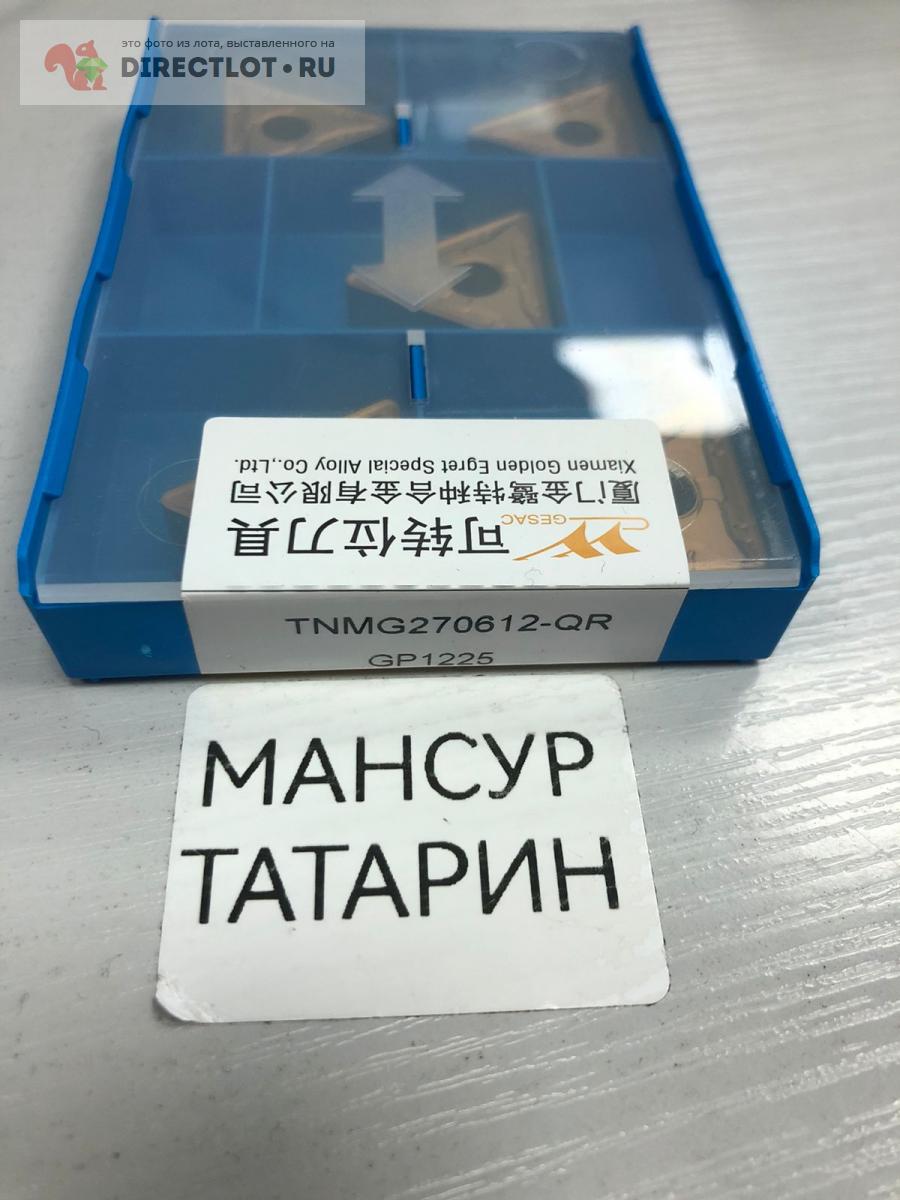 это фото из лота, выставленного на
DIRECTLOT•RU
GESAC
可转位刀具
厦门金鹭特种合金有限公司
Xiamen Golden Egret Special Alloy Co.,Ltd.
TNMG270612-QR
GP1225
МАНСУР
ТАТАРИН